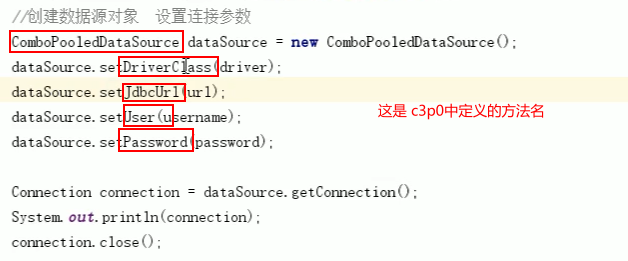 //创建数据源对象  设置连接参数
ComboPooledDataSource dataSource = new ComboPooledDataSource();
dataSource.setDriverClass(driver);
dataSource.setJdbcUrl(url);
dataSource.setUser(username);
这是 c3p0中定义的方法名
dataSource.setPassword(password);
Connection connection = dataSource.getConnection();
System.out.println(connection);
connection.close();